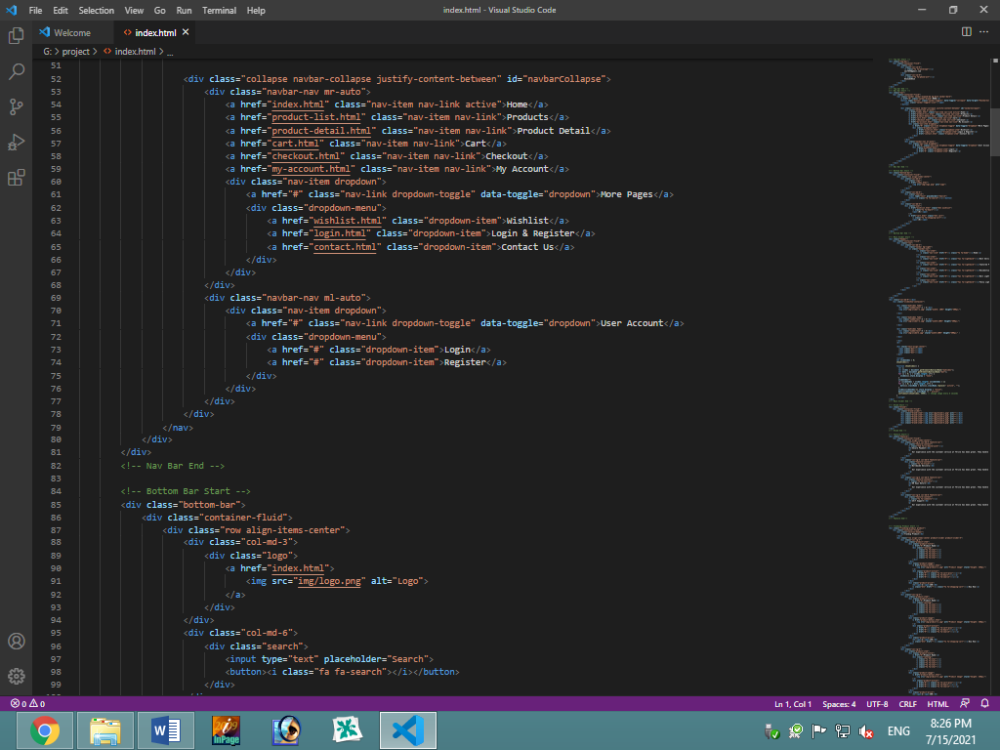 File Edit Selection View Go Run Terminal Help
index.html - Visual Studio Code
Welcome
<> index.html ×
G: > project > <> index.html > ...
51
52 <div class="collapse navbar-collapse justify-content-between" id="navbarCollapse">
53 <div class="navbar-nav mr-auto">
54 <a href="index.html" class="nav-item nav-link active">Home</a>
55 <a href="product-list.html" class="nav-item nav-link">Products</a>
56 <a href="product-detail.html" class="nav-item nav-link">Product Detail</a>
57 <a href="cart.html" class="nav-item nav-link">Cart</a>
58 <a href="checkout.html" class="nav-item nav-link">Checkout</a>
59 <a href="my-account.html" class="nav-item nav-link">My Account</a>
60 <div class="nav-item dropdown">
61 <a href="#" class="nav-link dropdown-toggle" data-toggle="dropdown">More Pages</a>
62 <div class="dropdown-menu">
63 <a href="wishlist.html" class="dropdown-item">Wishlist</a>
64 <a href="login.html" class="dropdown-item">Login & Register</a>
65 <a href="contact.html" class="dropdown-item">Contact Us</a>
66 </div>
67 </div>
68 </div>
69 <div class="navbar-nav ml-auto">
70 <div class="nav-item dropdown">
71 <a href="#" class="nav-link dropdown-toggle" data-toggle="dropdown">User Account</a>
72 <div class="dropdown-menu">
73 <a href="#" class="dropdown-item">Login</a>
74 <a href="#" class="dropdown-item">Register</a>
75 </div>
76 </div>
77 </div>
78 </div>
79 </nav>
80 </div>
81 </div>
82 <!-- Nav Bar End -->
83
84 <!-- Bottom Bar Start -->
85 <div class="bottom-bar">
86 <div class="container-fluid">
87 <div class="row align-items-center">
88 <div class="col-md-3">
89 <div class="logo">
90 <a href="index.html">
91 <img src="img/logo.png" alt="Logo">
92 </a>
93 </div>
94 </div>
95 <div class="col-md-6">
96 <div class="search">
97 <input type="text" placeholder="Search">
98 <button><i class="fa fa-search"></i></button>
99 </div>
0 0
Ln 1, Col 1 Spaces: 4 UTF-8 CRLF HTML
W
InPage
ENG
8:26 PM
7/15/2021